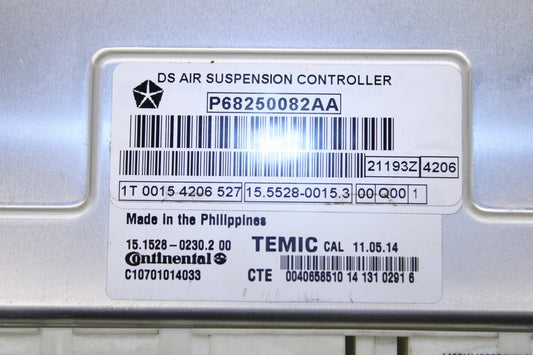 DS AIR SUSPENSION CONTROLLER
P68250082AA
21193Z 4206
1T 0015 4206 527 15.5528-0015.3 00 Q00 1
Made in the Philippines
15.1528-0230.2 00 TEMIC CAL 11.05.14
Continental
C10701014033 CTE 0040658510 14 131 0291 6